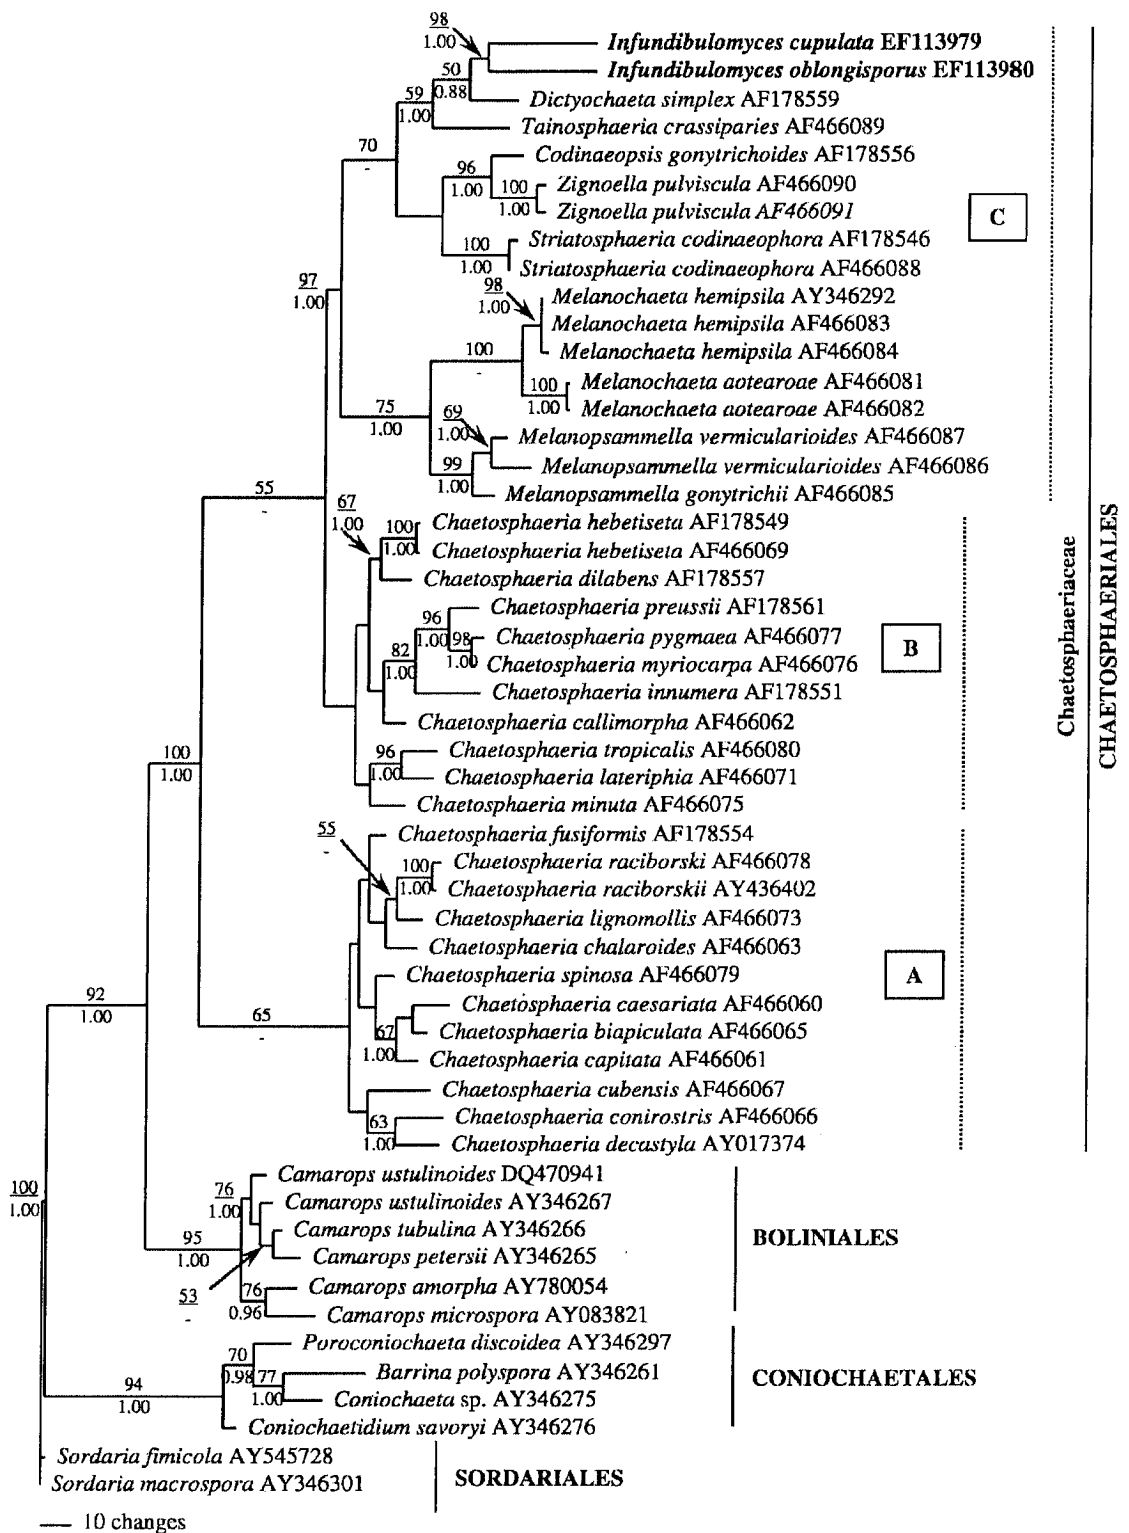 98
1.00
Infundibulomyces cupulata EF113979
Infundibulomyces oblongisporus EF113980
50
0.88
Dictyochaeta simplex AF178559
59
1.00
Tainosphaeria crassiparies AF466089
70
-
Codinaeopsis gonytrichoides AF178556
96
1.00
100
1.00
Zignoella pulviscula AF466090
Zignoella pulviscula AF466091
C
100
1.00
Striatosphaeria codinaeophora AF178546
Striatosphaeria codinaeophora AF466088
97
1.00
98
1.00
Melanochaeta hemipsila AY346292
Melanochaeta hemipsila AF466083
Melanochaeta hemipsila AF466084
100
-
100
1.00
Melanochaeta aotearoae AF466081
Melanochaeta aotearoae AF466082
75
1.00
69
1.00
Melanopsammella vermicularioides AF466087
Melanopsammella vermicularioides AF466086
99
1.00
Melanopsammella gonytrichii AF466085
55
-
67
1.00
100
1.00
Chaetosphaeria hebetiseta AF178549
Chaetosphaeria hebetiseta AF466069
Chaetosphaeria dilabens AF178557
Chaetosphaeria preussii AF178561
96
1.00
98
1.00
Chaetosphaeria pygmaea AF466077
Chaetosphaeria myriocarpa AF466076
B
82
1.00
Chaetosphaeria innumera AF178551
Chaetosphaeria callimorpha AF466062
96
1.00
Chaetosphaeria tropicalis AF466080
Chaetosphaeria lateriphia AF466071
Chaetosphaeria minuta AF466075
Chaetosphaeriaceae
CHAETOSPHAERIALES
100
1.00
55
-
Chaetosphaeria fusiformis AF178554
100
1.00
Chaetosphaeria raciborski AF466078
Chaetosphaeria raciborskii AY436402
Chaetosphaeria lignomollis AF466073
Chaetosphaeria chalaroides AF466063
Chaetosphaeria spinosa AF466079
A
Chaetosphaeria caesariata AF466060
67
1.00
Chaetosphaeria biapiculata AF466065
Chaetosphaeria capitata AF466061
92
1.00
65
-
Chaetosphaeria cubensis AF466067
63
1.00
Chaetosphaeria conirostris AF466066
Chaetosphaeria decastyla AY017374
100
1.00
Camarops ustulinoides DQ470941
76
1.00
Camarops ustulinoides AY346267
Camarops tubulina AY346266
Camarops petersii AY346265
BOLINIALES
95
1.00
53
-
76
0.96
Camarops amorpha AY780054
Camarops microspora AY083821
Poroconiochaeta discoidea AY346297
70
0.98
77
1.00
Barrina polyspora AY346261
Coniochaeta sp. AY346275
CONIOCHAETALES
94
1.00
Coniochaetidium savoryi AY346276
Sordaria fimicola AY545728
Sordaria macrospora AY346301
SORDARIALES
10 changes